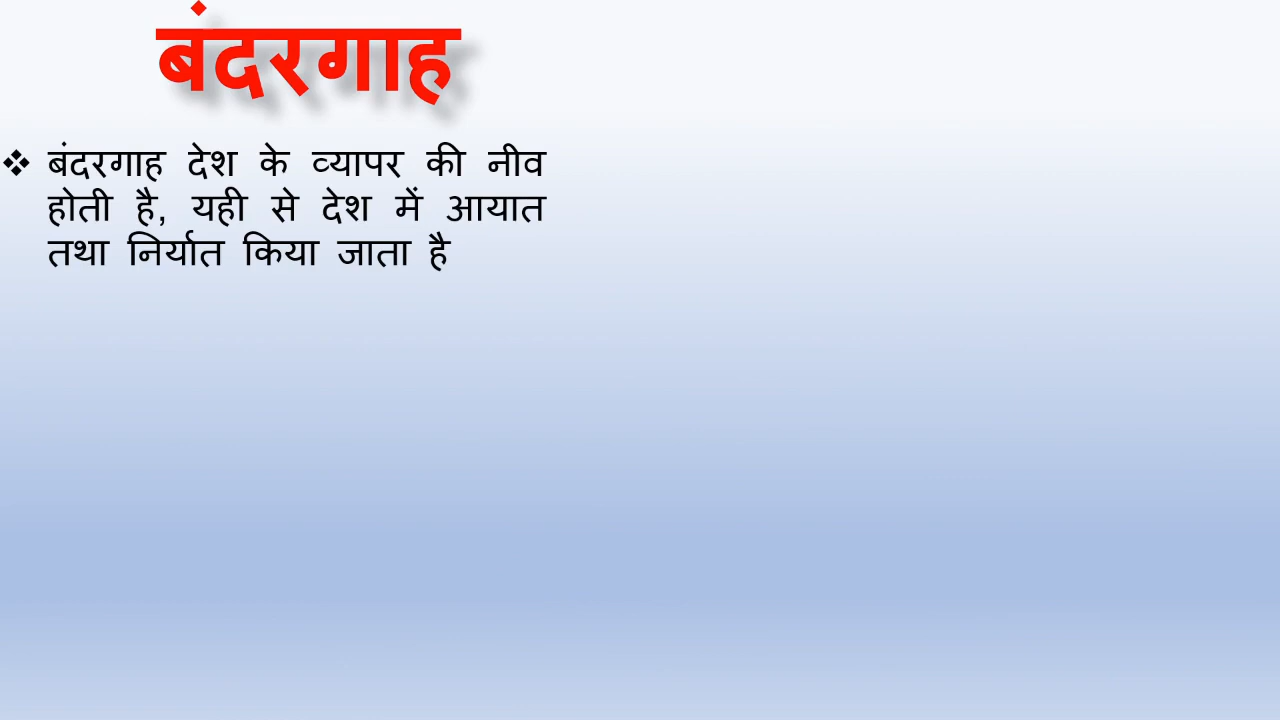 बंदरगाह
❖ बंदरगाह देश के व्यापर की नीव
होती है, यही से देश में आयात
तथा निर्यात किया जाता है